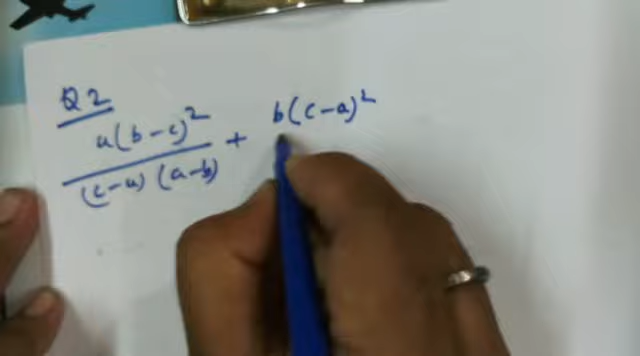 Q2
a(b-c)² + b(c-a)²
(c-a) (a-b)